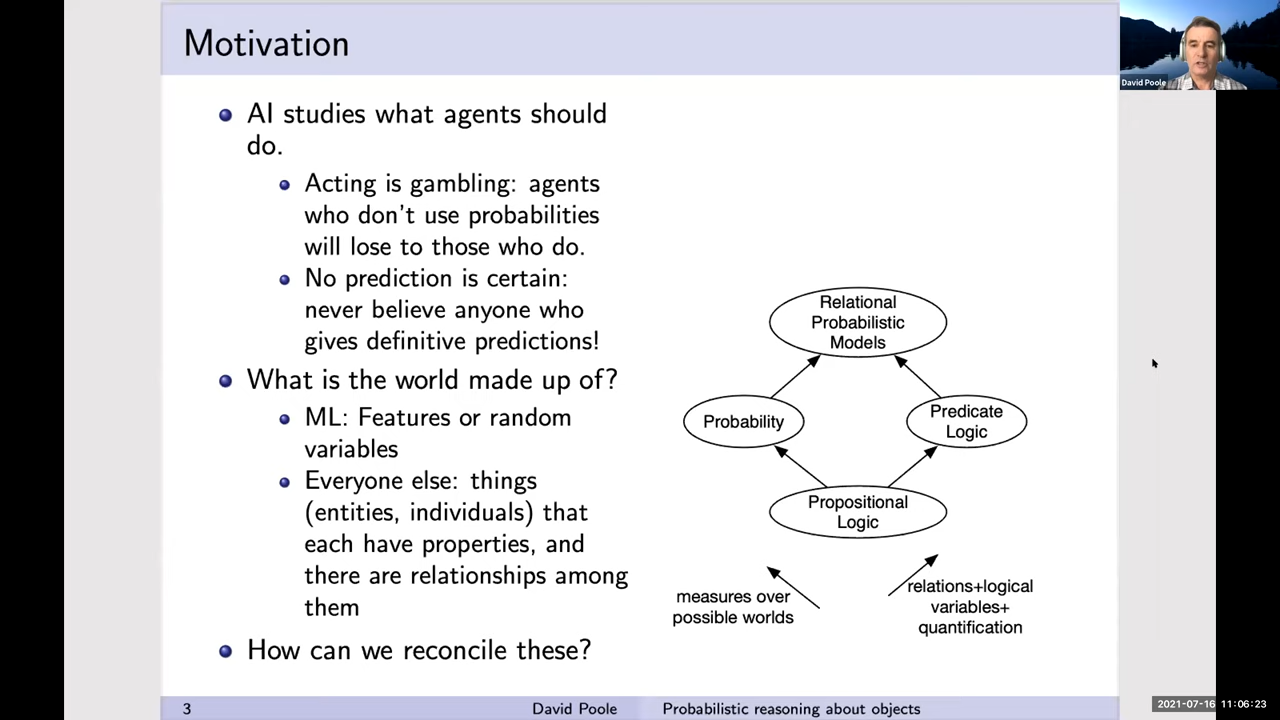 Motivation
AI studies what agents should
do.
Acting is gambling: agents
who don't use probabilities
will lose to those who do.
No prediction is certain:
never believe anyone who
gives definitive predictions!
What is the world made up of?
ML: Features or random
variables
Everyone else: things
(entities, individuals) that
each have properties, and
there are relationships among
them
How can we reconcile these?
Relational
Probabilistic
Models
Probability
Predicate
Logic
Propositional
Logic
measures over
possible worlds
relations+logical
variables+
quantification
3
David Poole
Probabilistic reasoning about objects
David Poole
2021-07-16 11:06:23